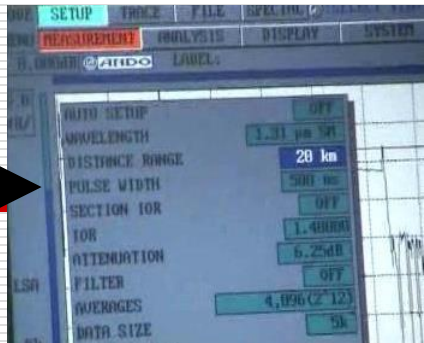 SETUP TRACE FILE SPECIAL
MEASUREMENT ANALYSIS DISPLAY SYSTEM
ANDO LABEL:
AUTO SETUP OFF
WAVELENGTH 1.31 µm SM
DISTANCE RANGE 20 km
PULSE WIDTH 500 ns
SECTION IOR OFF
IOR 1.48000
ATTENUATION 6.25dB
LSA FILTER OFF
AVERAGES 4,096(2^12)
DATA SIZE 5k